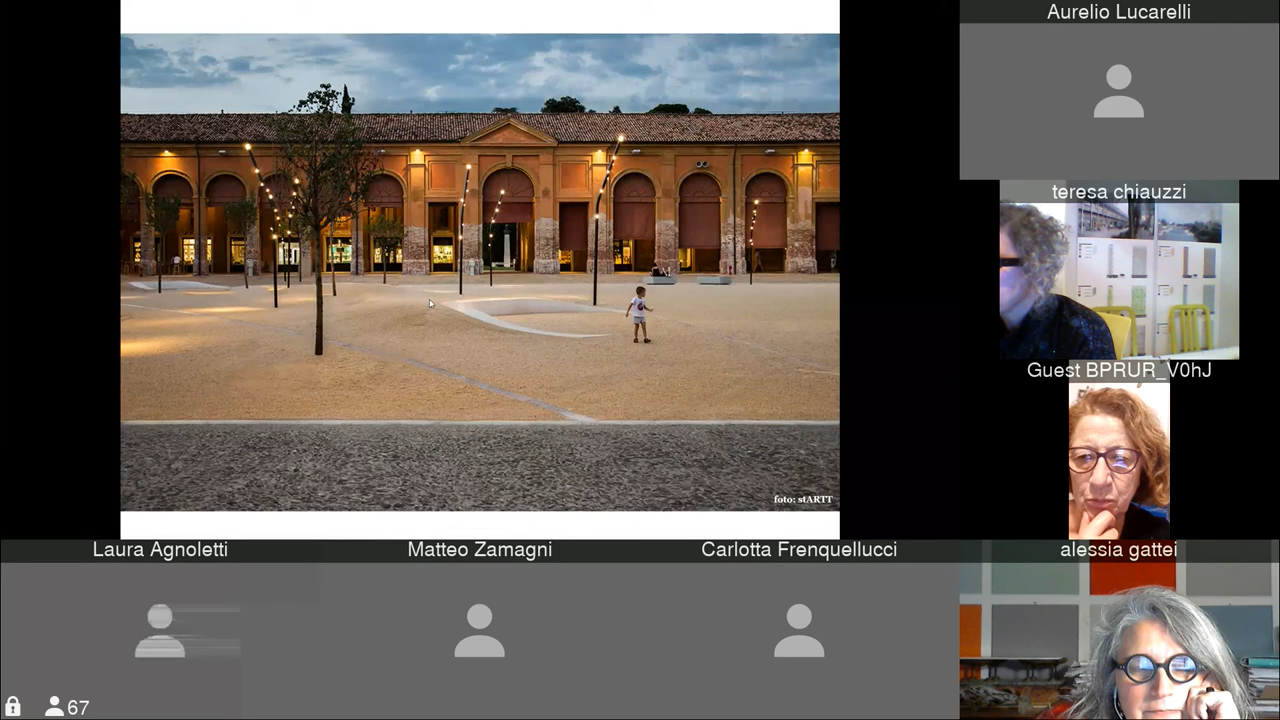 Aurelio Lucarelli
teresa chiauzzi
Guest BPRUR_V0hJ
foto: stARTT
Laura Agnoletti
Matteo Zamagni
Carlotta Frenquellucci
alessia gattei
67